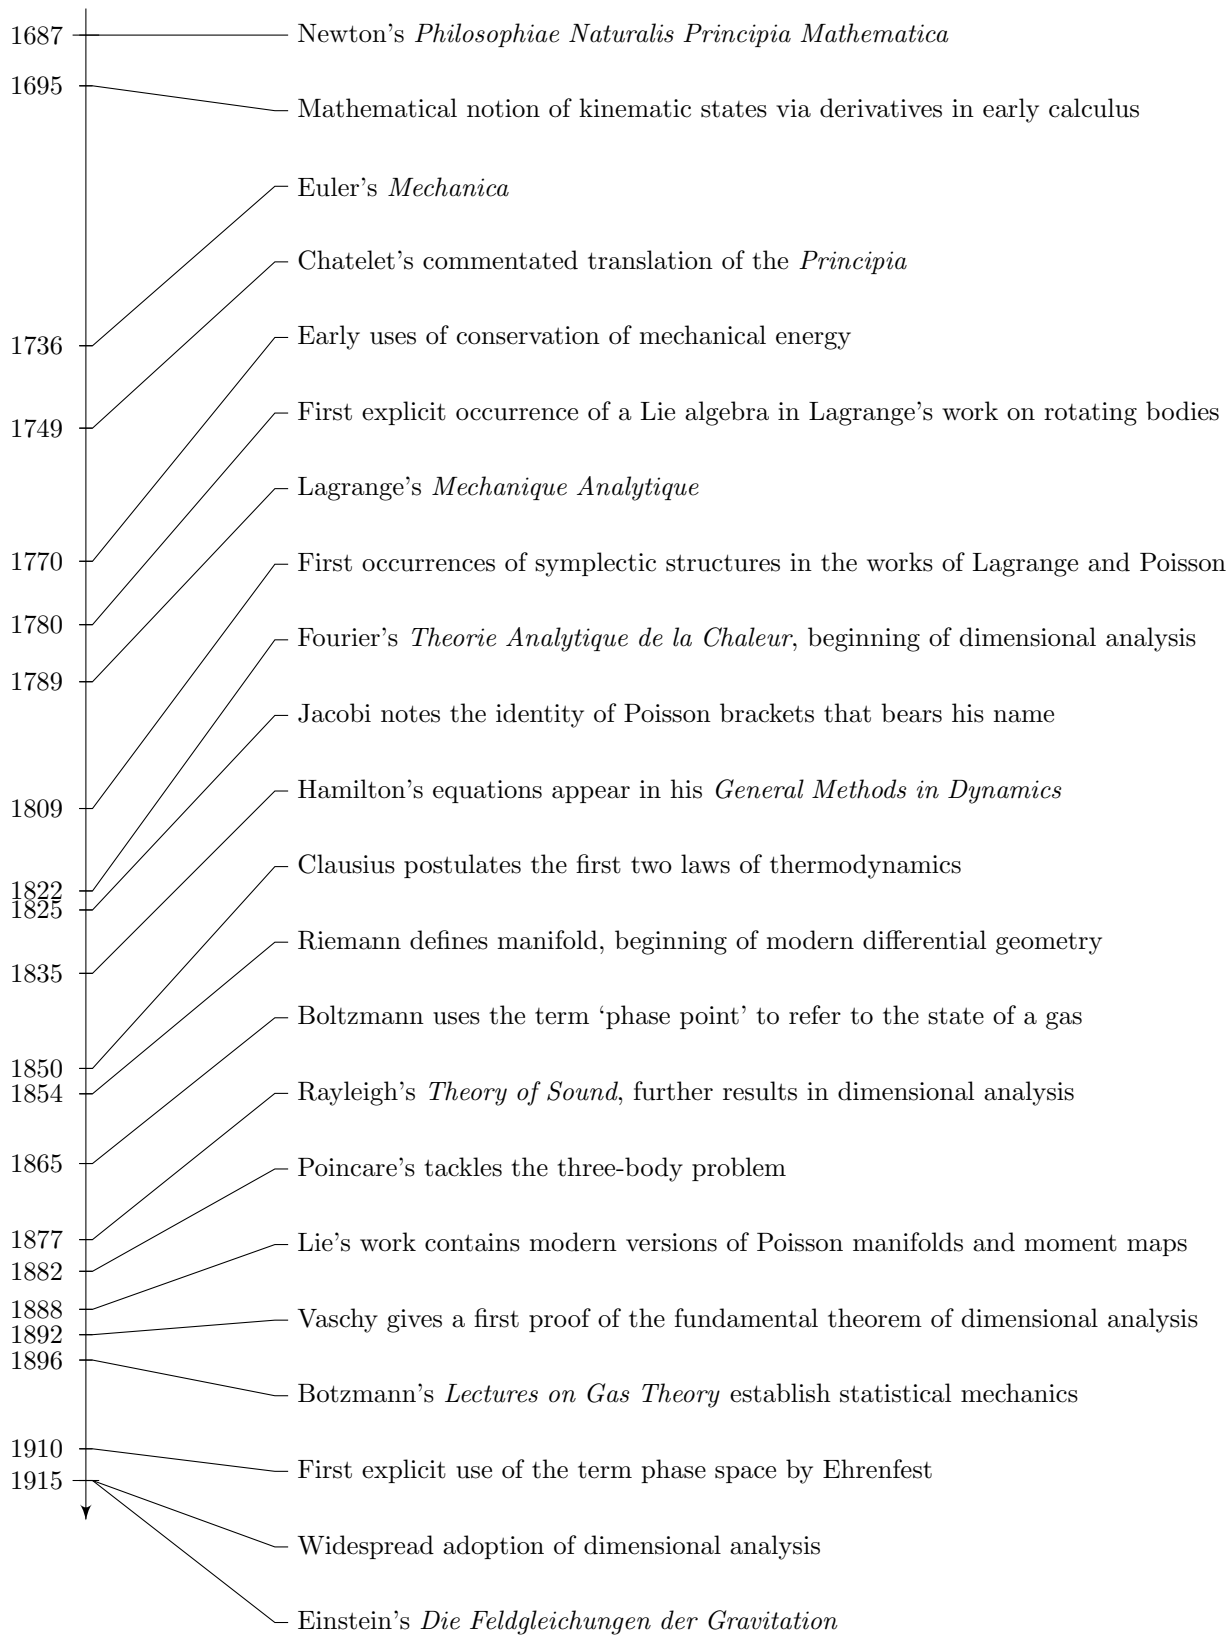 1687 Newton's Philosophiae Naturalis Principia Mathematica
1695 Mathematical notion of kinematic states via derivatives in early calculus
1736 Euler's Mechanica
1749 Chatelet's commentated translation of the Principia
1770 Early uses of conservation of mechanical energy
1780 First explicit occurrence of a Lie algebra in Lagrange's work on rotating bodies
1789 Lagrange's Mechanique Analytique
1809 First occurrences of symplectic structures in the works of Lagrange and Poisson
1822 Fourier's Theorie Analytique de la Chaleur, beginning of dimensional analysis
1825 Jacobi notes the identity of Poisson brackets that bears his name
1835 Hamilton's equations appear in his General Methods in Dynamics
1850 Clausius postulates the first two laws of thermodynamics
1854 Riemann defines manifold, beginning of modern differential geometry
1865 Boltzmann uses the term ‘phase point’ to refer to the state of a gas
1877 Rayleigh's Theory of Sound, further results in dimensional analysis
1882 Poincare's tackles the three-body problem
1888 Lie's work contains modern versions of Poisson manifolds and moment maps
1892 Vaschy gives a first proof of the fundamental theorem of dimensional analysis
1896 Botzmann's Lectures on Gas Theory establish statistical mechanics
1910 First explicit use of the term phase space by Ehrenfest
1915 Widespread adoption of dimensional analysis
Einstein's Die Feldgleichungen der Gravitation